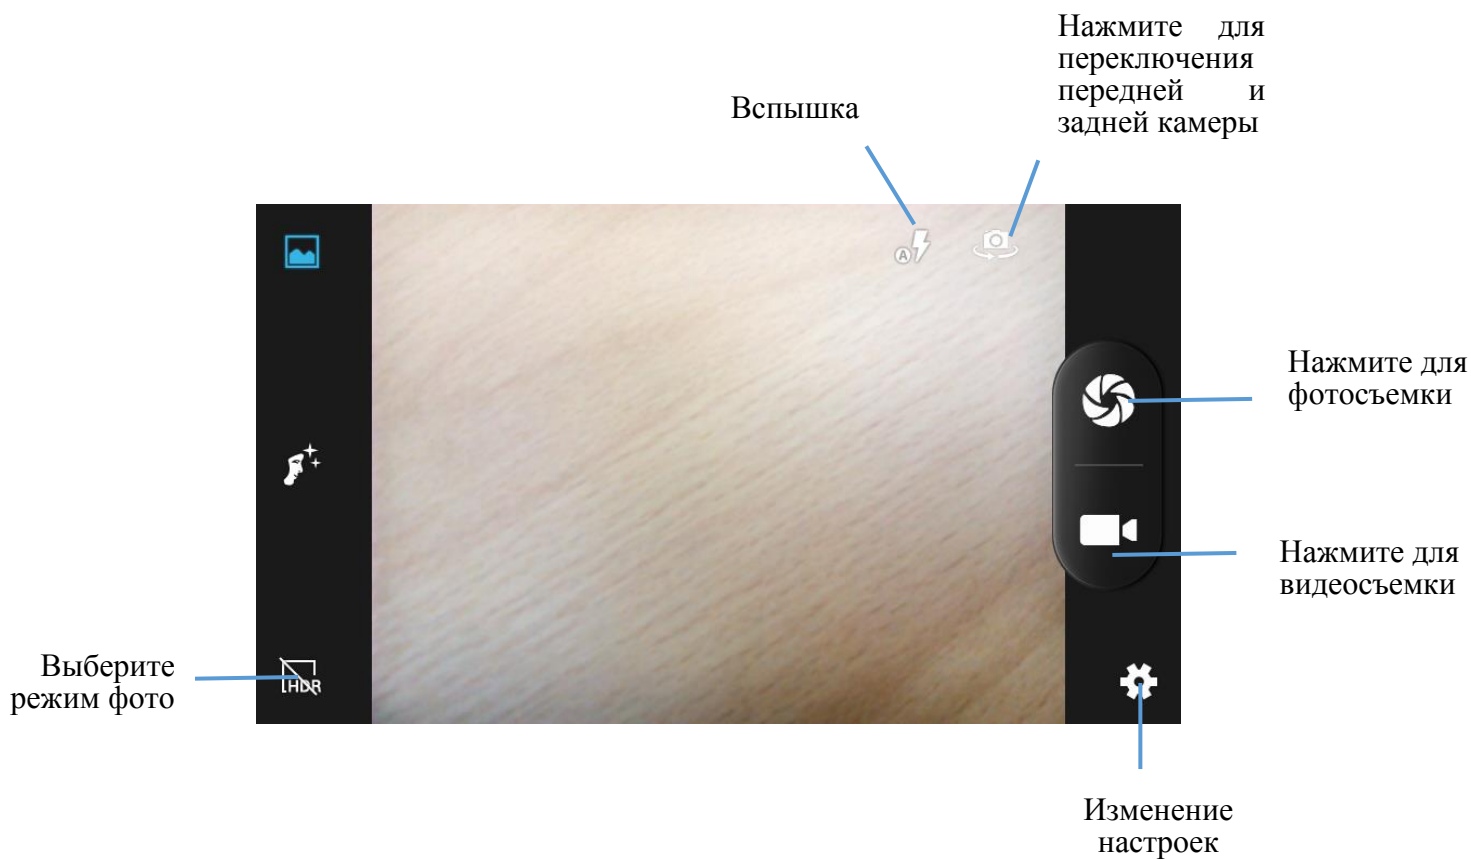 Нажмите для
переключения
передней и
задней камеры
Вспышка
A
Нажмите для
фотосъемки
Нажмите для
видеосъемки
Выберите
режим фото
HDR
Изменение
настроек